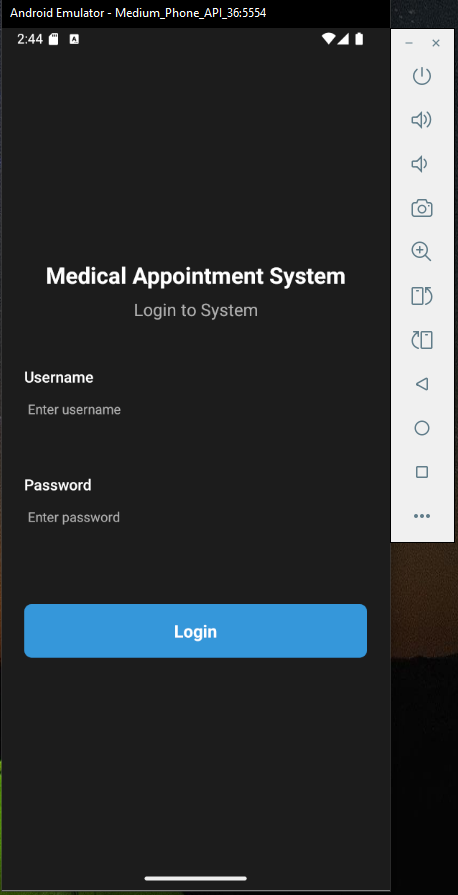 Android Emulator - Medium_Phone_API_36:5554
2:44
A
Medical Appointment System
Login to System
Username
Enter username
Password
Enter password
Login